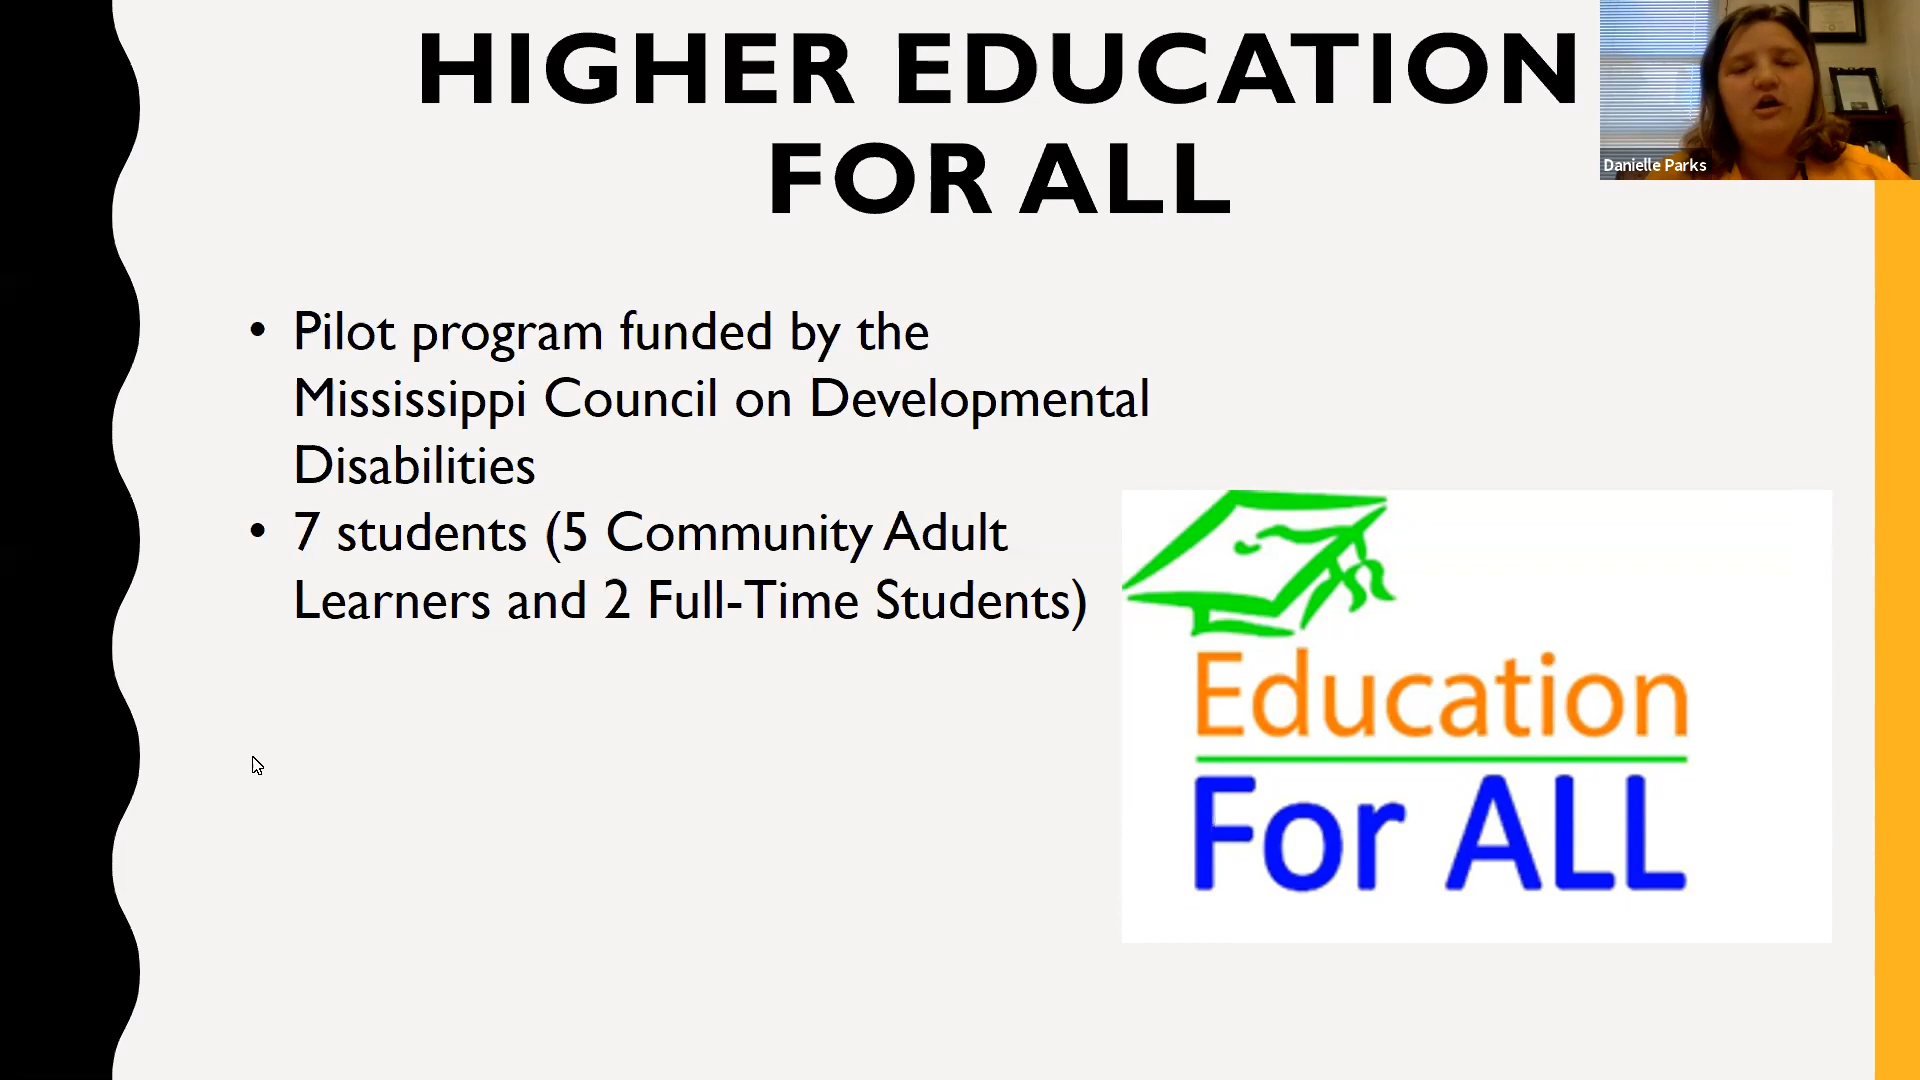 HIGHER EDUCATION
FOR ALL
Danielle Parks
• Pilot program funded by the
Mississippi Council on Developmental
Disabilities
• 7 students (5 Community Adult
Learners and 2 Full-Time Students)
Education
For ALL